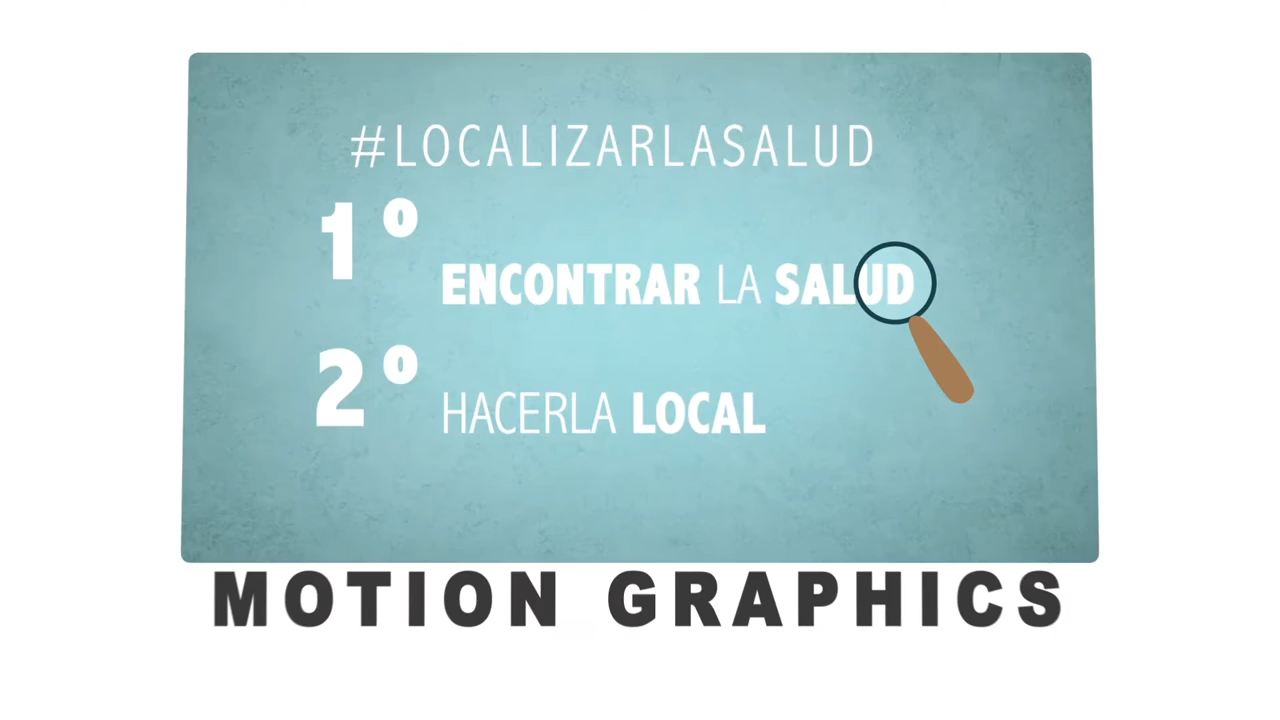 #LOCALIZARLASALUD
1º
ENCONTRAR LA SALUD
2º
HACERLA LOCAL
MOTION GRAPHICS